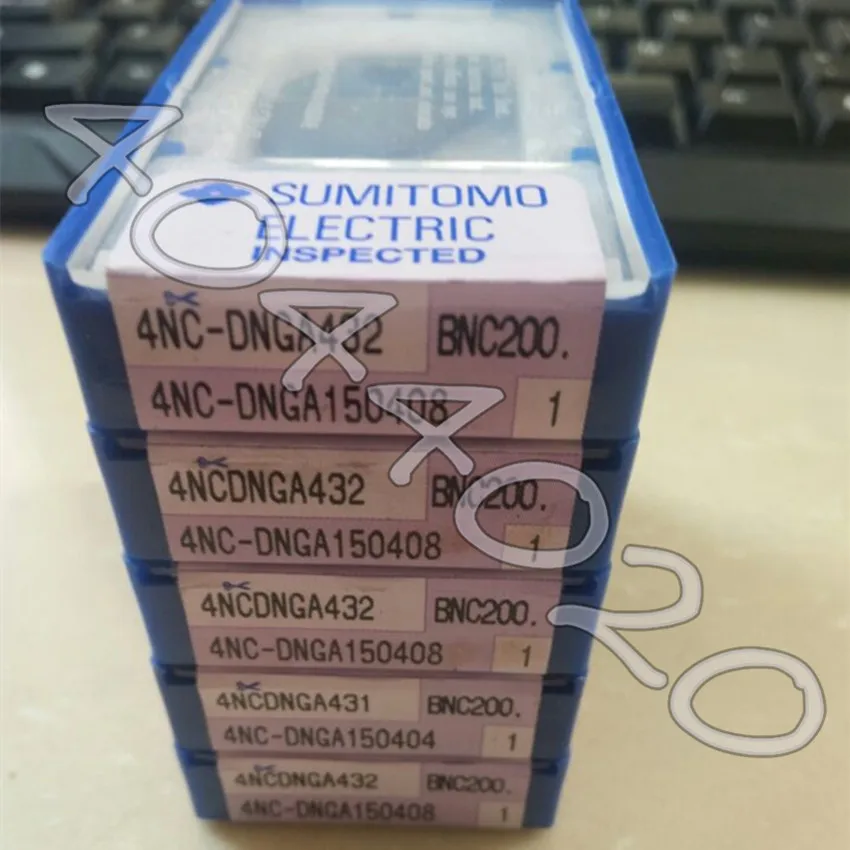 SUMITOMO
ELECTRIC
INSPECTED
4NC-DNGA432 BNC200.
4NC-DNGA150408 1
4NCDNGA432 BNC200.
4NC-DNGA150408 1
4NCDNGA432 BNC200.
4NC-DNGA150408 1
4NCDNGA431 BNC200.
4NC-DNGA150404 1
4NCDNGA432 BNC200.
4NC-DNGA150408 1